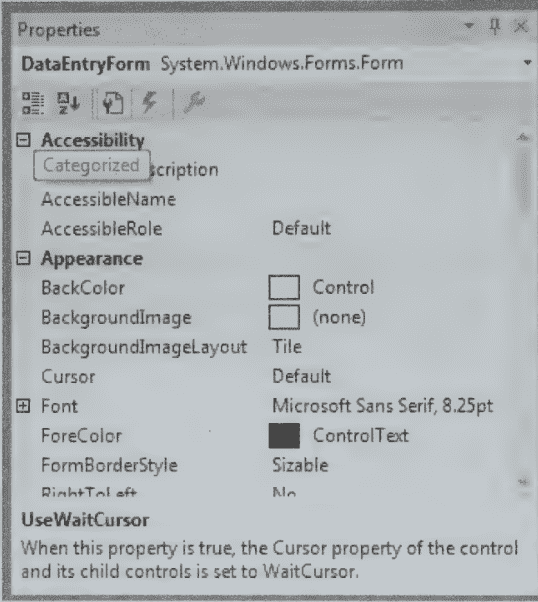 Properties
DataEntryForm System.Windows.Forms.Form
Accessibility
Categorized scription
AccessibleName
AccessibleRole Default
Appearance
BackColor Control
BackgroundImage (none)
BackgroundImageLayout Tile
Cursor Default
Font Microsoft Sans Serif, 8.25pt
ForeColor ControlText
FormBorderStyle Sizable
RightToLeft No
UseWaitCursor
When this property is true, the Cursor property of the control
and its child controls is set to WaitCursor.